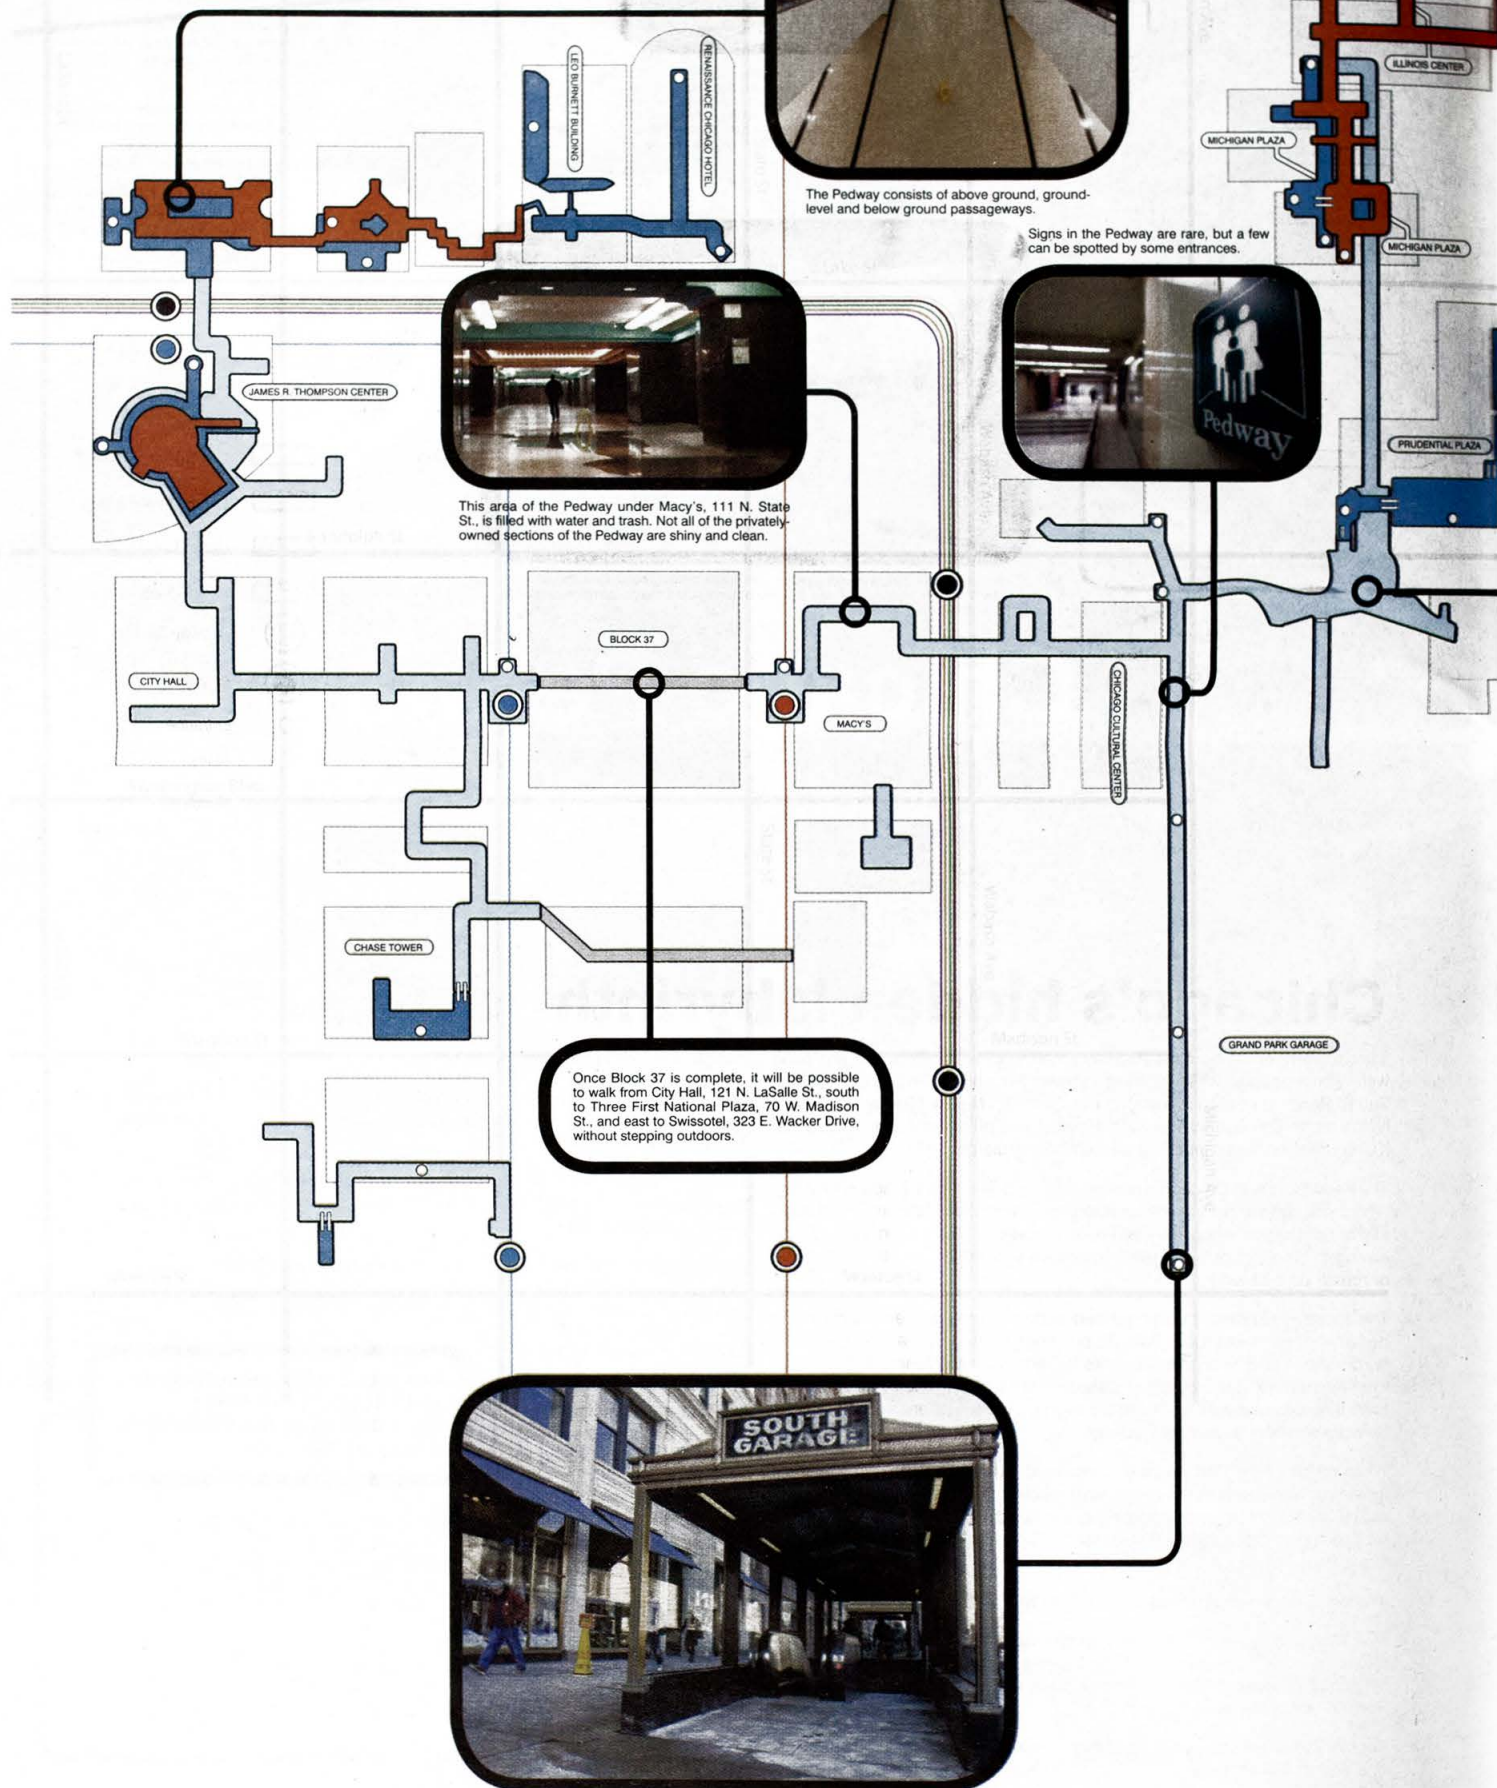 LEO BURNETT BUILDING
RENAISSANCE CHICAGO HOTEL
ILLINOIS CENTER
MICHIGAN PLAZA
The Pedway consists of above ground, ground-
level and below ground passageways.
Signs in the Pedway are rare, but a few
can be spotted by some entrances.
MICHIGAN PLAZA
JAMES R. THOMPSON CENTER
Pedway
PRUDENTIAL PLAZA
This area of the Pedway under Macy's, 111 N. State
St., is filled with water and trash. Not all of the privately-
owned sections of the Pedway are shiny and clean.
BLOCK 37
CITY HALL
MACY'S
CHICAGO CULTURAL CENTER
CHASE TOWER
GRAND PARK GARAGE
Once Block 37 is complete, it will be possible
to walk from City Hall, 121 N. LaSalle St., south
to Three First National Plaza, 70 W. Madison
St., and east to Swissotel, 323 E. Wacker Drive,
without stepping outdoors.
SOUTH
GARAGE